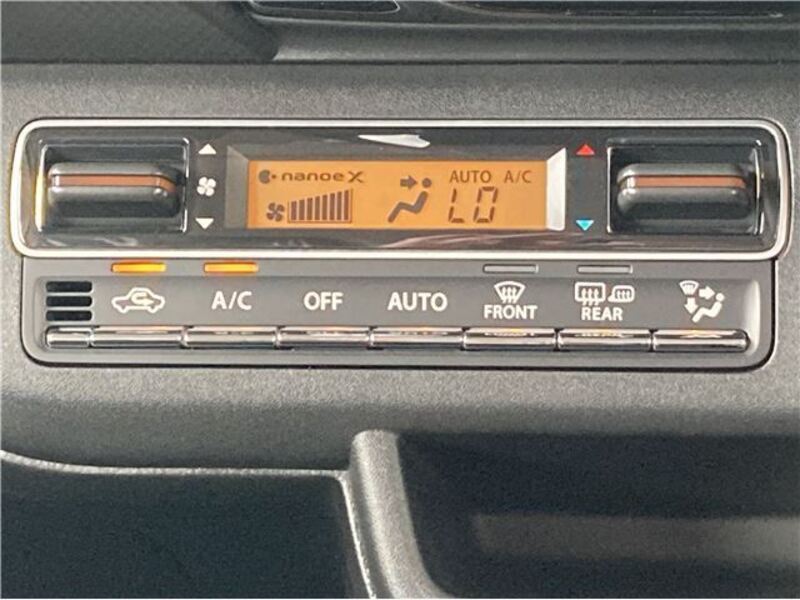 nanoeX
AUTO A/C
LO
A/C
OFF
AUTO
FRONT
REAR